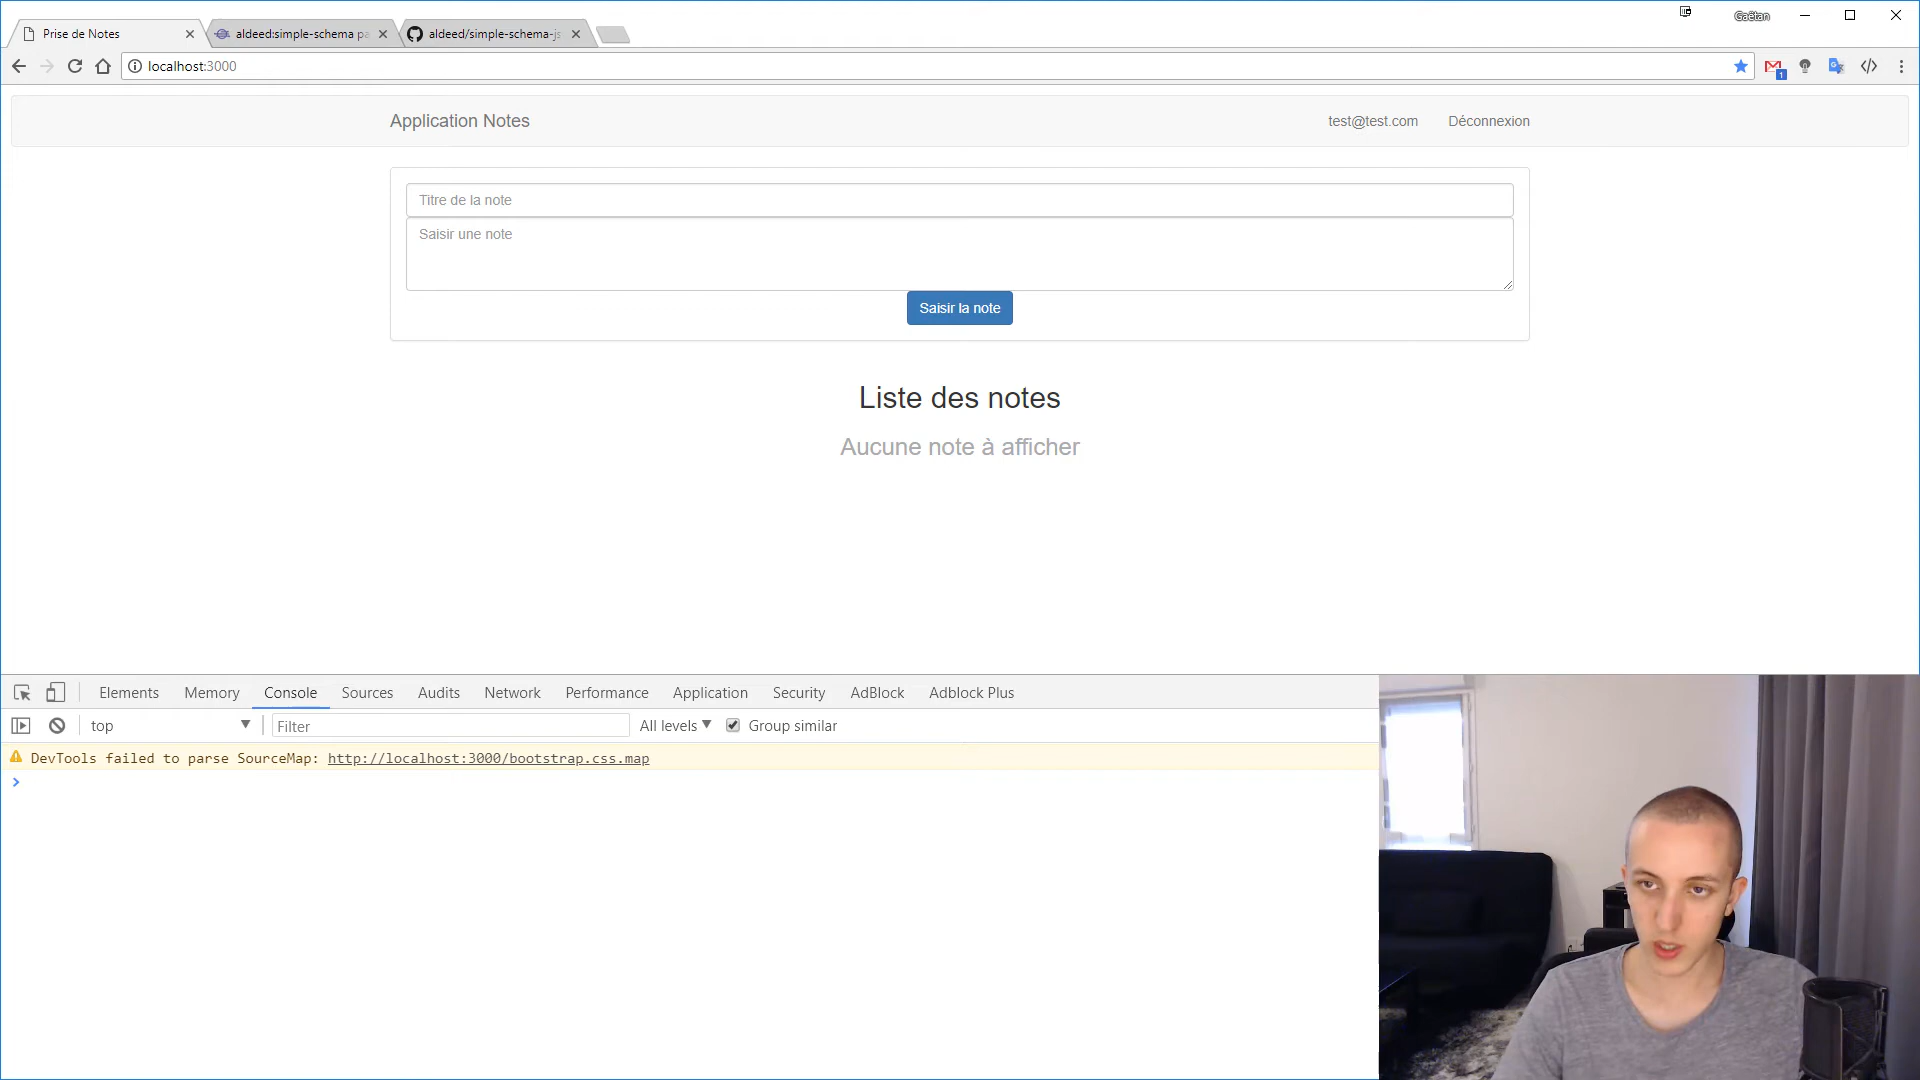 Gaëtan
Prise de Notes
aldeed:simple-schema pa
aldeed/simple-schema-js
localhost:3000
1
Application Notes
test@test.com
Déconnexion
Titre de la note
Saisir une note
Saisir la note
Liste des notes
Aucune note à afficher
Elements
Memory
Console
Sources
Audits
Network
Performance
Application
Security
AdBlock
Adblock Plus
top
Filter
All levels
Group similar
DevTools failed to parse SourceMap: http://localhost:3000/bootstrap.css.map